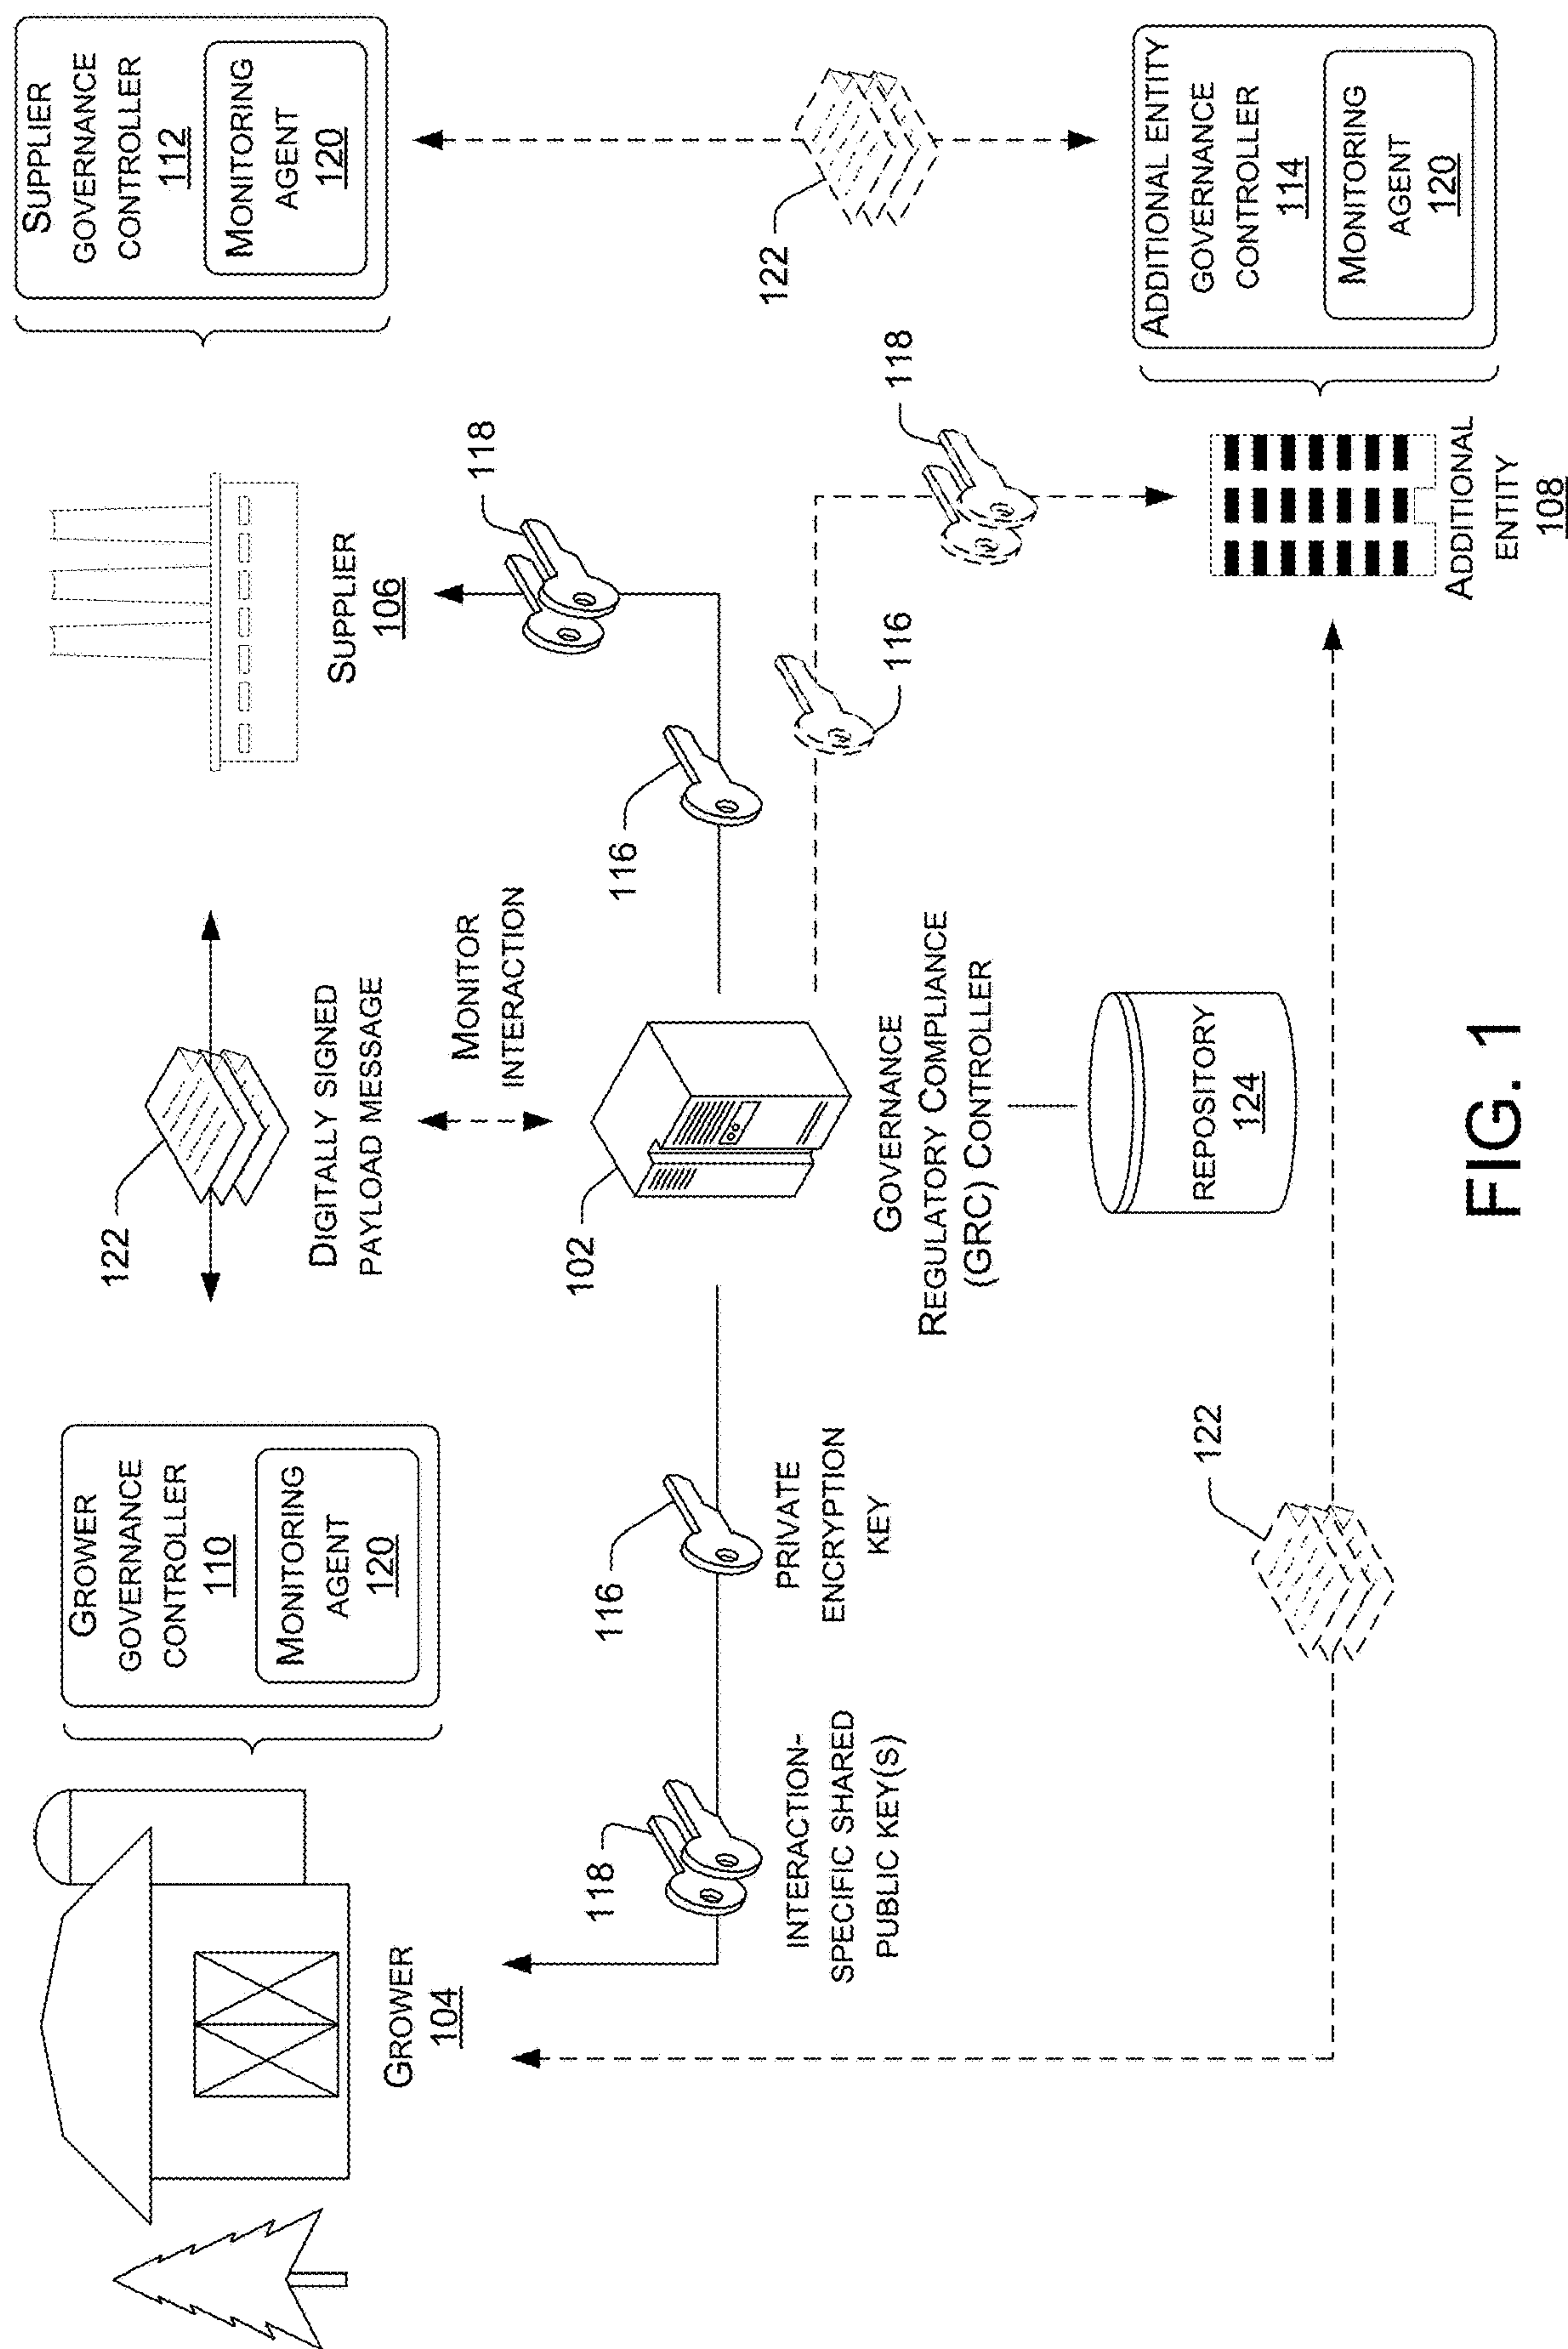 GROWER
GOVERNANCE
CONTROLLER
110
MONITORING
AGENT
120
GROWER
104
122
DIGITALLY SIGNED
PAYLOAD MESSAGE
MONITOR
INTERACTION
SUPPLIER
106
SUPPLIER
GOVERNANCE
CONTROLLER
112
MONITORING
AGENT
120
118
INTERACTION-
SPECIFIC SHARED
PUBLIC KEY(S)
116
PRIVATE
ENCRYPTION
KEY
102
GOVERNANCE
REGULATORY COMPLIANCE
(GRC) CONTROLLER
116
118
116
118
122
REPOSITORY
124
122
ADDITIONAL
ENTITY
108
ADDITIONAL ENTITY
GOVERNANCE
CONTROLLER
114
MONITORING
AGENT
120
FIG. 1